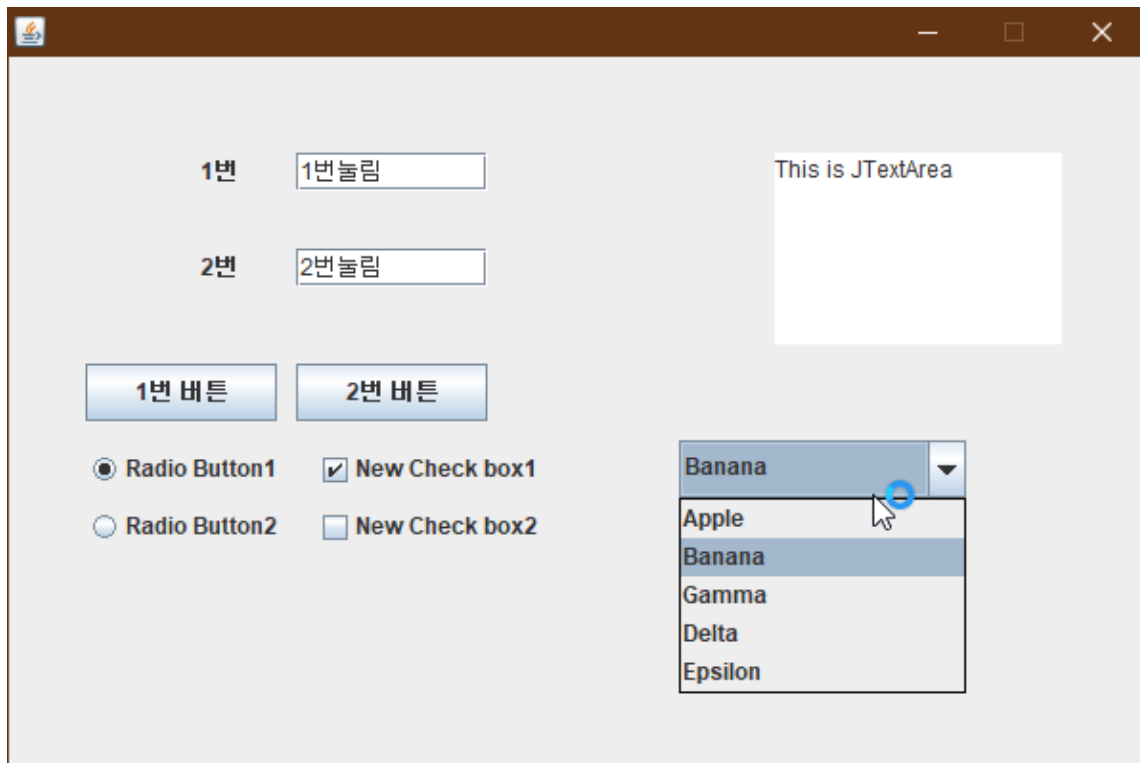 1번 1번눌림
This is JTextArea
2번 2번눌림
1번 버튼 2번 버튼
Radio Button1 New Check box1
Radio Button2 New Check box2
Banana
Apple
Banana
Gamma
Delta
Epsilon